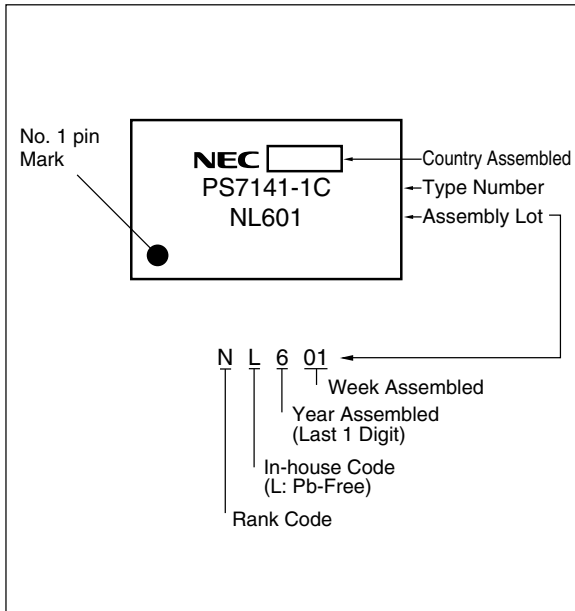 No. 1 pin
Mark
NEC
Country Assembled
PS7141-1C
Type Number
NL601
Assembly Lot
N L 6 01
Week Assembled
Year Assembled
(Last 1 Digit)
In-house Code
(L: Pb-Free)
Rank Code